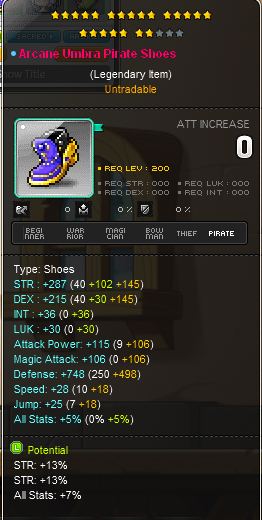 Show Title
Arcane Umbra Pirate Shoes
(Legendary Item)
Untradable
ATT INCREASE
0
REQ LEV : 200
REQ STR : 000 REQ LUK : 000
REQ DEX : 000 REQ INT : 000
0 0 % 0 %
BEGINNER WARRIOR MAGICIAN BOWMAN THIEF PIRATE
Type: Shoes
STR : +287 (40 +102 +145)
DEX : +215 (40 +30 +145)
INT : +36 (0 +36)
LUK : +30 (0 +30)
Attack Power: +115 (9 +106)
Magic Attack: +106 (0 +106)
Defense: +748 (250 +498)
Speed: +28 (10 +18)
Jump: +25 (7 +18)
All Stats: +5% (0% +5%)
L Potential
STR: +13%
STR: +13%
All Stats: +7%